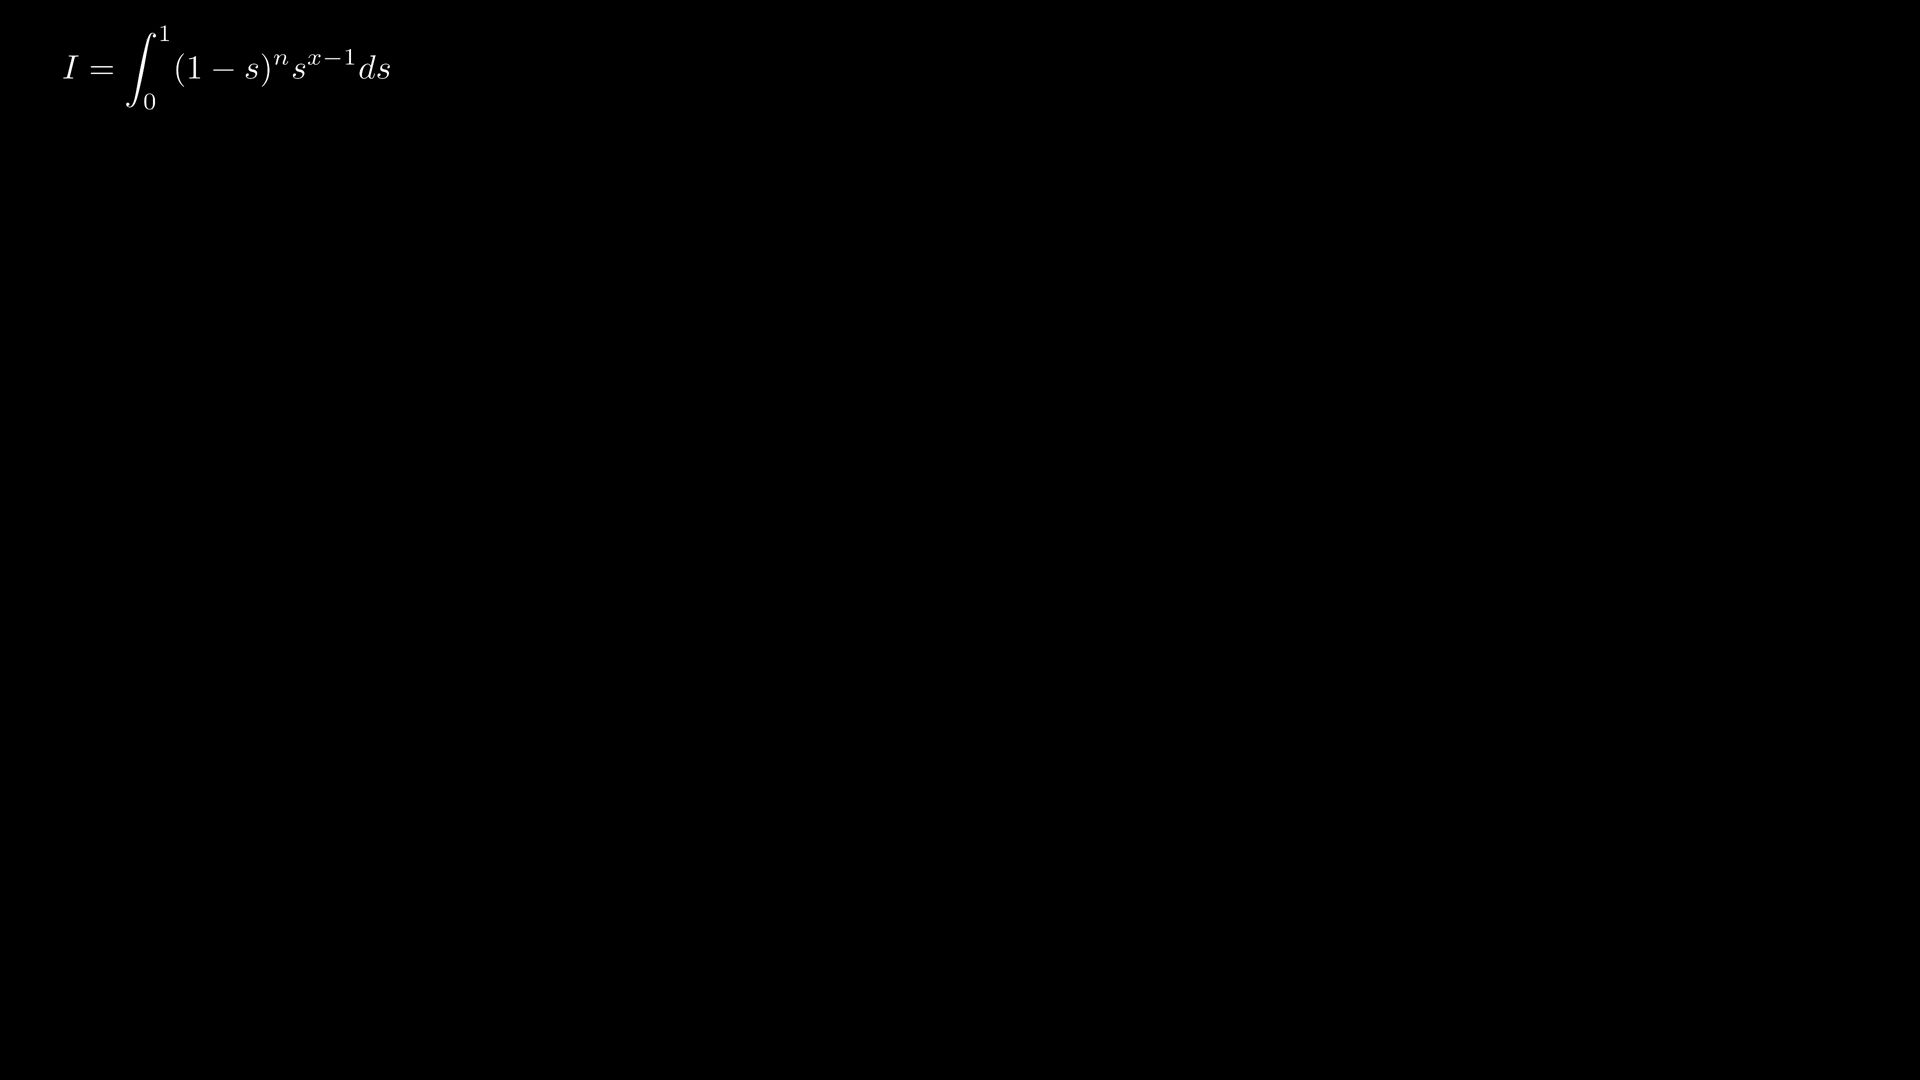 $I = \int_0^1 (1-s)^n s^{x-1} ds$